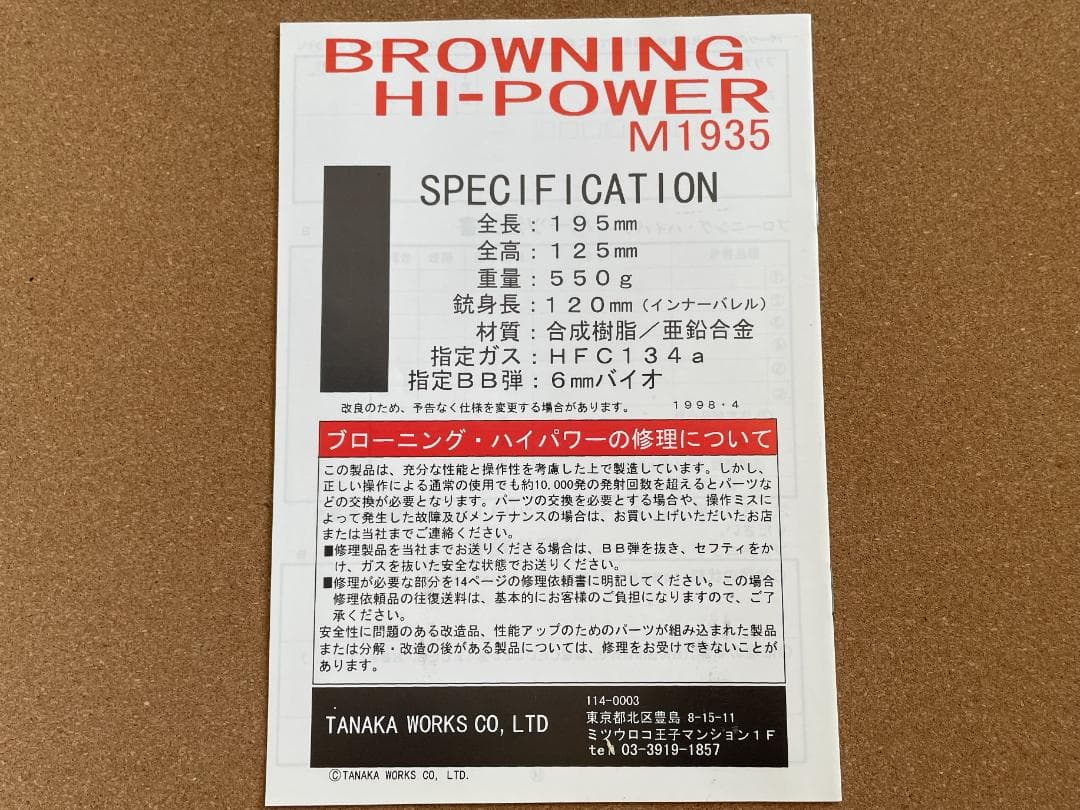 BROWNING
HI-POWER
M1935
SPECIFICATION
全長：195mm
全高：125mm
重量：550g
銃身長：120mm（インナーバレル）
材質：合成樹脂／亜鉛合金
指定ガス：HFC134a
指定BB弾：6mmバイオ
改良のため、予告なく仕様を変更する場合があります。 1998・4
ブローニング・ハイパワーの修理について
この製品は、充分な性能と操作性を考慮した上で製造しています。しかし、
正しい操作による通常の使用でも約10,000発の発射回数を超えるとパーツな
どの交換が必要となります。パーツの交換を必要とする場合や、操作ミスに
よって発生した故障及びメンテナンスの場合は、お買い上げいただいたお店
または当社までご連絡ください。
■修理製品を当社までお送りくださる場合は、BB弾を抜き、セフティをか
け、ガスを抜いた安全な状態でお送りください。
■修理が必要な部分を14ページの修理依頼書に明記してください。この場合
修理依頼品の往復送料は、基本的にお客様のご負担になりますので、ご了
承ください。
安全性に問題のある改造品、性能アップのためのパーツが組み込まれた製品
または分解・改造の後がある製品については、修理をお受けできないことが
あります。
TANAKA WORKS CO, LTD
114-0003
東京都北区豊島 8-15-11
ミツウロコ王子マンション1F
tel 03-3919-1857
©TANAKA WORKS CO, LTD.